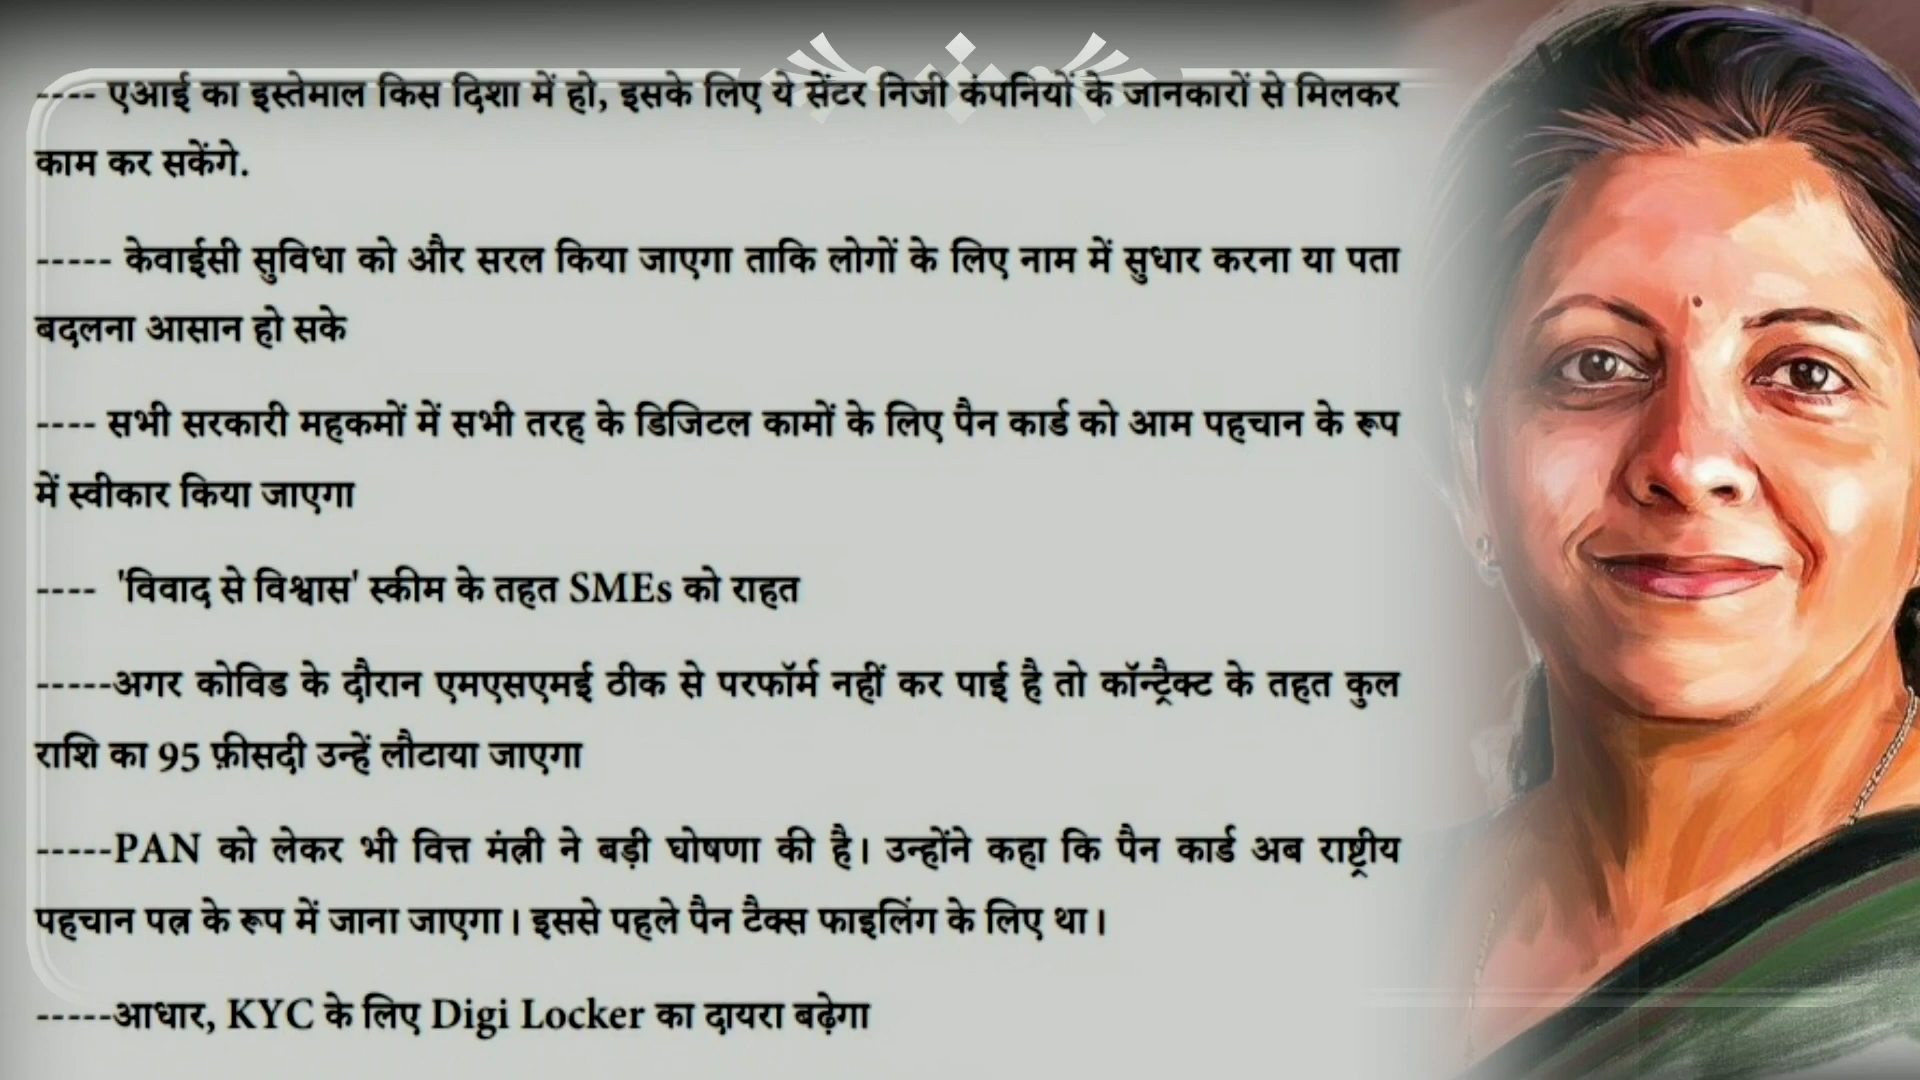 ---- एआई का इस्तेमाल किस दिशा में हो, इसके लिए ये सेंटर निजी कंपनियों के जानकारों से मिलकर
काम कर सकेंगे.
----- केवाईसी सुविधा को और सरल किया जाएगा ताकि लोगों के लिए नाम में सुधार करना या पता
बदलना आसान हो सके
---- सभी सरकारी महकमों में सभी तरह के डिजिटल कामों के लिए पैन कार्ड को आम पहचान के रूप
में स्वीकार किया जाएगा
---- 'विवाद से विश्वास' स्कीम के तहत SMEs को राहत
-----अगर कोविड के दौरान एमएसएमई ठीक से परफॉर्म नहीं कर पाई है तो कॉन्ट्रैक्ट के तहत कुल
राशि का 95 फ़ीसदी उन्हें लौटाया जाएगा
-----PAN को लेकर भी वित्त मंत्री ने बड़ी घोषणा की है। उन्होंने कहा कि पैन कार्ड अब राष्ट्रीय
पहचान पत्र के रूप में जाना जाएगा। इससे पहले पैन टैक्स फाइलिंग के लिए था।
-----आधार, KYC के लिए Digi Locker का दायरा बढ़ेगा